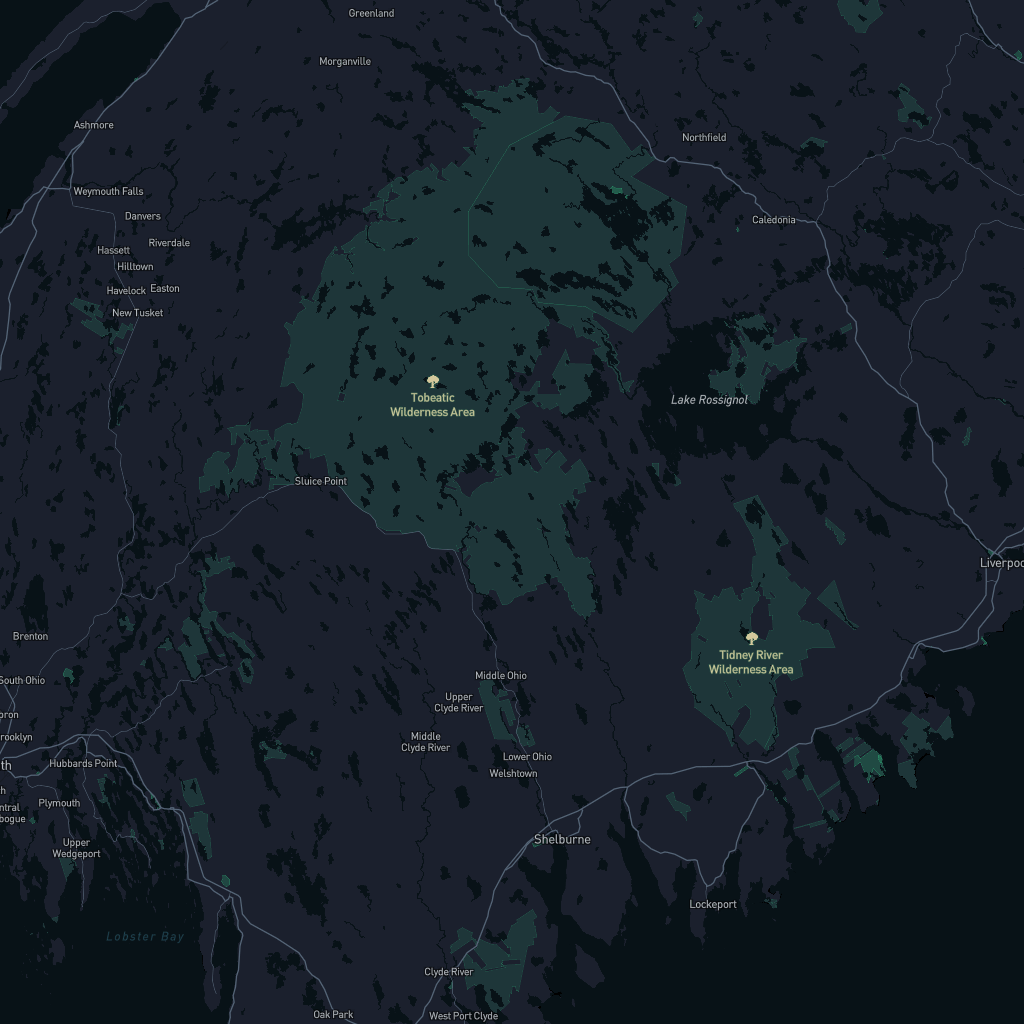 Greenland
Morganville
Ashmore
Northfield
Weymouth Falls
Danvers
Caledonia
Riverdale
Hassett
Hilltown
Havelock
Easton
New Tusket
Tobeatic
Wilderness Area
Lake Rossignol
Sluice Point
Liverpoo
Brenton
Tidney River
Wilderness Area
South Ohio
Middle Ohio
Upper
Clyde River
bron
rooklyn
Middle
Clyde River
Lower Ohio
th
Hubbards Point
Welshtown
h
Plymouth
ntral
bogue
Upper
Wedgeport
Shelburne
Lockeport
Lobster Bay
Clyde River
Oak Park
West Port Clyde